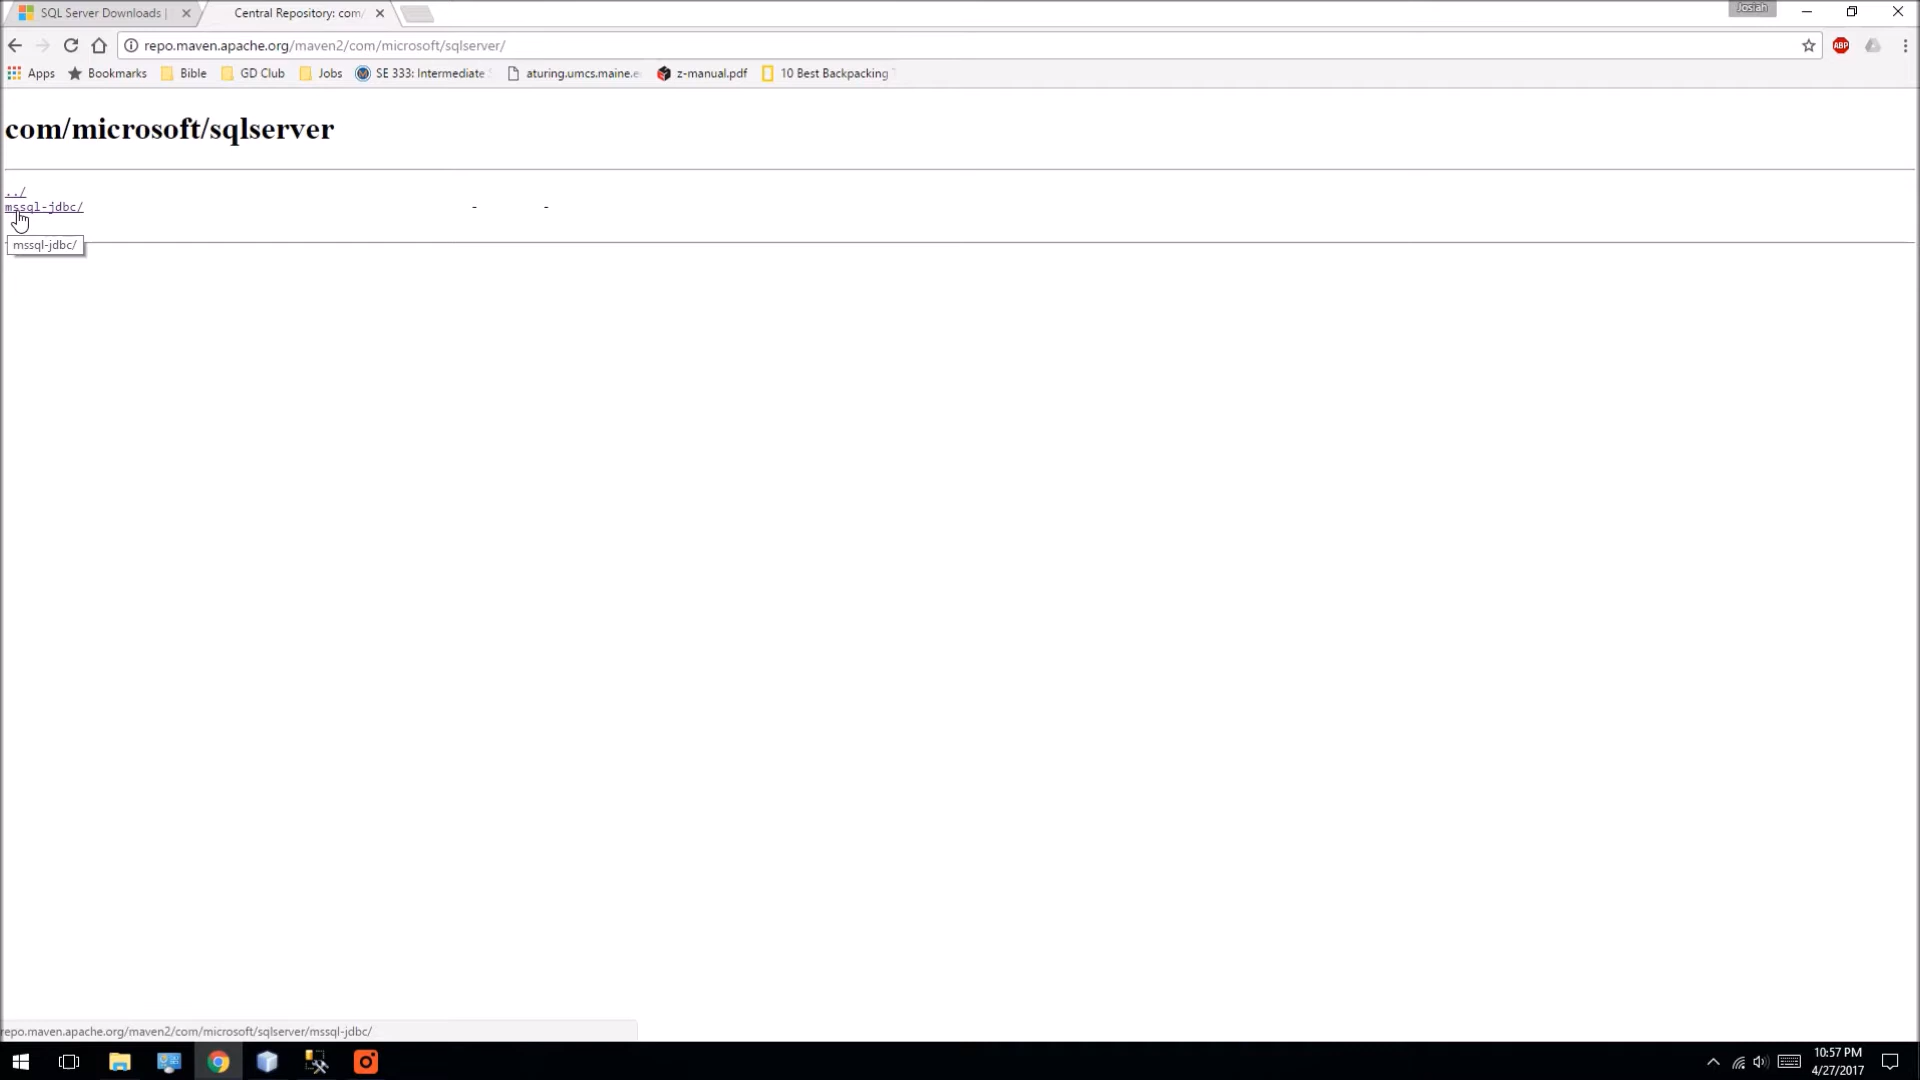 SQL Server Downloads |
Central Repository: com/
Josiah
repo.maven.apache.org/maven2/com/microsoft/sqlserver/
ABP
Apps
Bookmarks
Bible
GD Club
Jobs
SE 333: Intermediate
aturing.umcs.maine.e
z-manual.pdf
10 Best Backpacking
com/microsoft/sqlserver
../
mssql-jdbc/ - -
mssql-jdbc/
repo.maven.apache.org/maven2/com/microsoft/sqlserver/mssql-jdbc/
10:57 PM
4/27/2017